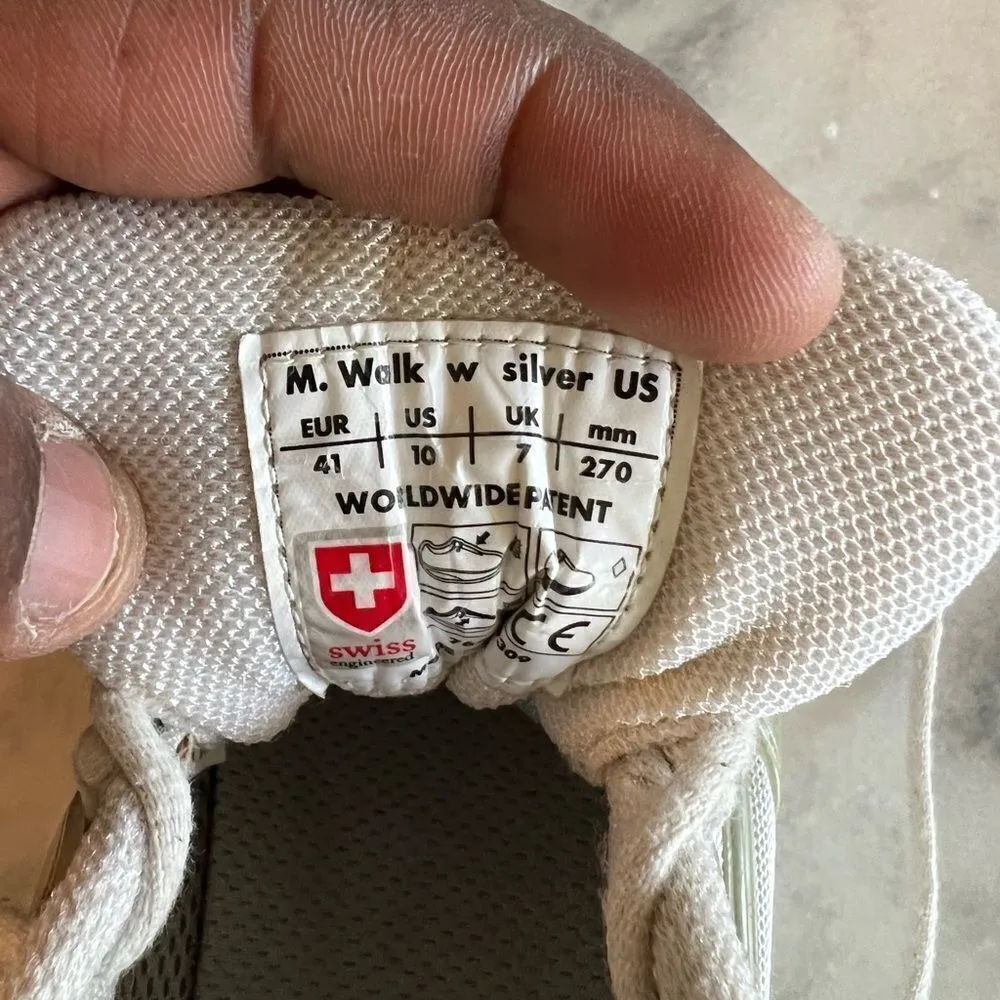 M. Walk w silver US
EUR US UK mm
41 10 7 270
WORLDWIDE PATENT
swiss
engineered
CE